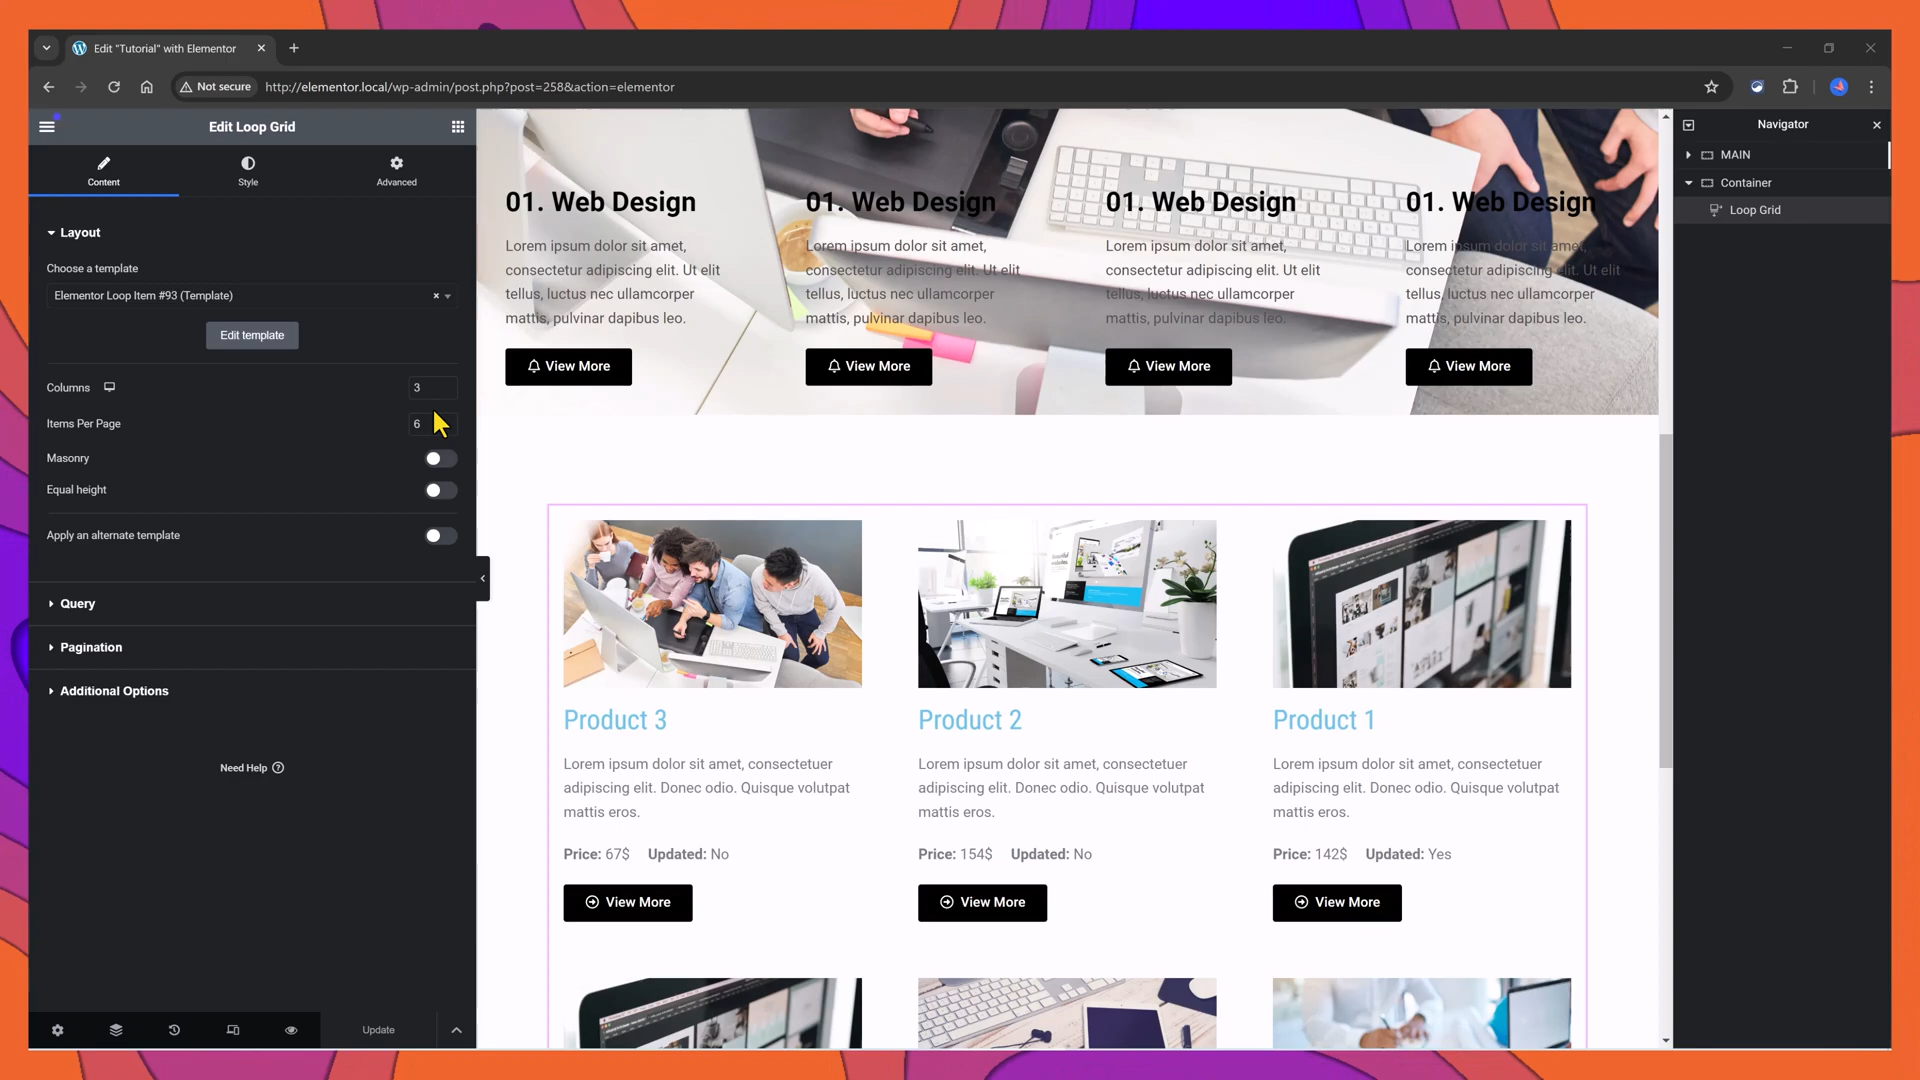 Edit "Tutorial" with Elementor
Not secure
http://elementor.local/wp-admin/post.php?post=258&action=elementor
Edit Loop Grid
Content
Style
Advanced
Layout
Choose a template
Elementor Loop Item #93 (Template)
Edit template
Columns
3
Items Per Page
6
Masonry
Equal height
Apply an alternate template
Query
Pagination
Additional Options
Need Help
Update
01. Web Design
Lorem ipsum dolor sit amet,
consectetur adipiscing elit. Ut elit
tellus, luctus nec ullamcorper
mattis, pulvinar dapibus leo.
View More
01. Web Design
Lorem ipsum dolor sit amet,
consectetur adipiscing elit. Ut elit
tellus, luctus nec ullamcorper
mattis, pulvinar dapibus leo.
View More
01. Web Design
Lorem ipsum dolor sit amet,
consectetur adipiscing elit. Ut elit
tellus, luctus nec ullamcorper
mattis, pulvinar dapibus leo.
View More
01. Web Design
Lorem ipsum dolor sit amet,
consectetur adipiscing elit. Ut elit
tellus, luctus nec ullamcorper
mattis, pulvinar dapibus leo.
View More
Product 3
Lorem ipsum dolor sit amet, consectetuer
adipiscing elit. Donec odio. Quisque volutpat
mattis eros.
Price: 67$ Updated: No
View More
Product 2
Lorem ipsum dolor sit amet, consectetuer
adipiscing elit. Donec odio. Quisque volutpat
mattis eros.
Price: 154$ Updated: No
View More
Product 1
Lorem ipsum dolor sit amet, consectetuer
adipiscing elit. Donec odio. Quisque volutpat
mattis eros.
Price: 142$ Updated: Yes
View More
Navigator
MAIN
Container
Loop Grid